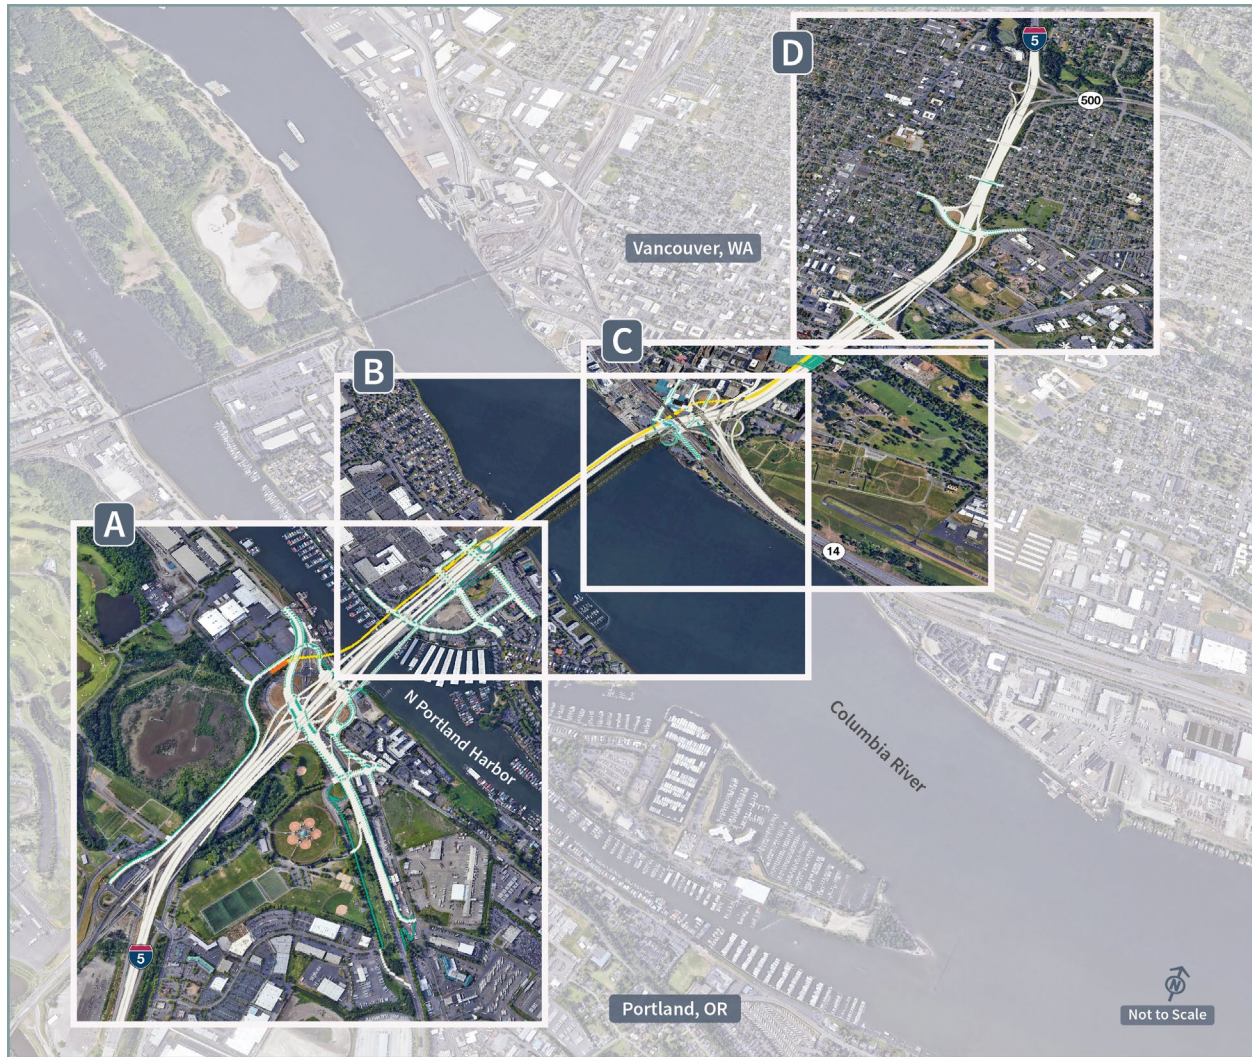 D
5
500
Vancouver, WA
C
B
A
14
N Portland Harbor
Columbia River
5
Portland, OR
N
Not to Scale